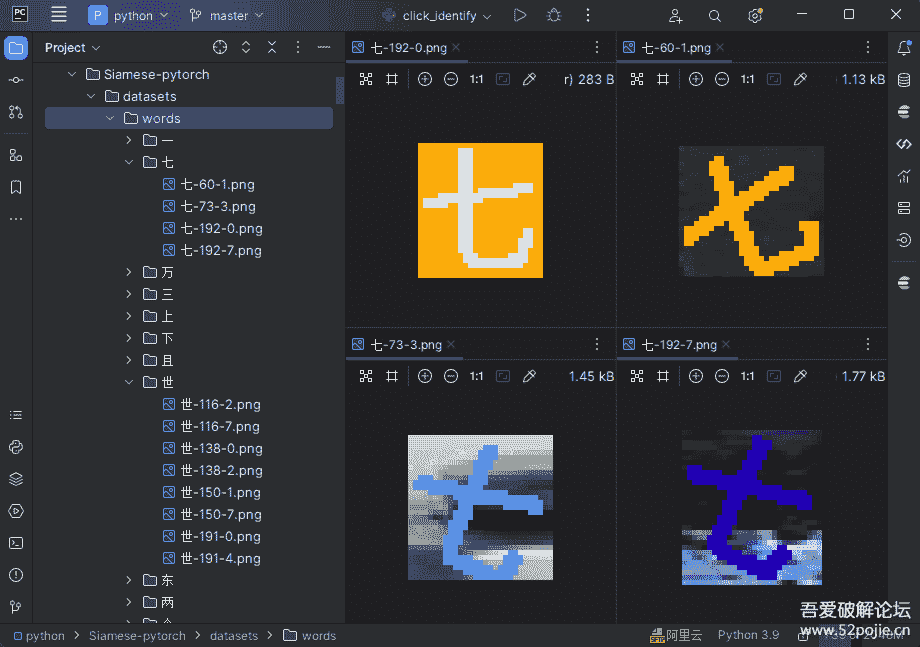 PC
P python
master
click_identify
Project
Siamese-pytorch
datasets
words
一
七
七-60-1.png
七-73-3.png
七-192-0.png
七-192-7.png
万
三
上
下
且
世
世-116-2.png
世-116-7.png
世-138-0.png
世-138-2.png
世-150-1.png
世-150-7.png
世-191-0.png
世-191-4.png
东
两
七-192-0.png
1:1
r) 283 B
七
七-60-1.png
1:1
1.13 kB
七
七-73-3.png
1:1
1.45 kB
七
七-192-7.png
1:1
1.77 kB
七
python > Siamese-pytorch > datasets > words
阿里云
Python 3.9
吾爱破解论坛
www.52pojie.cn